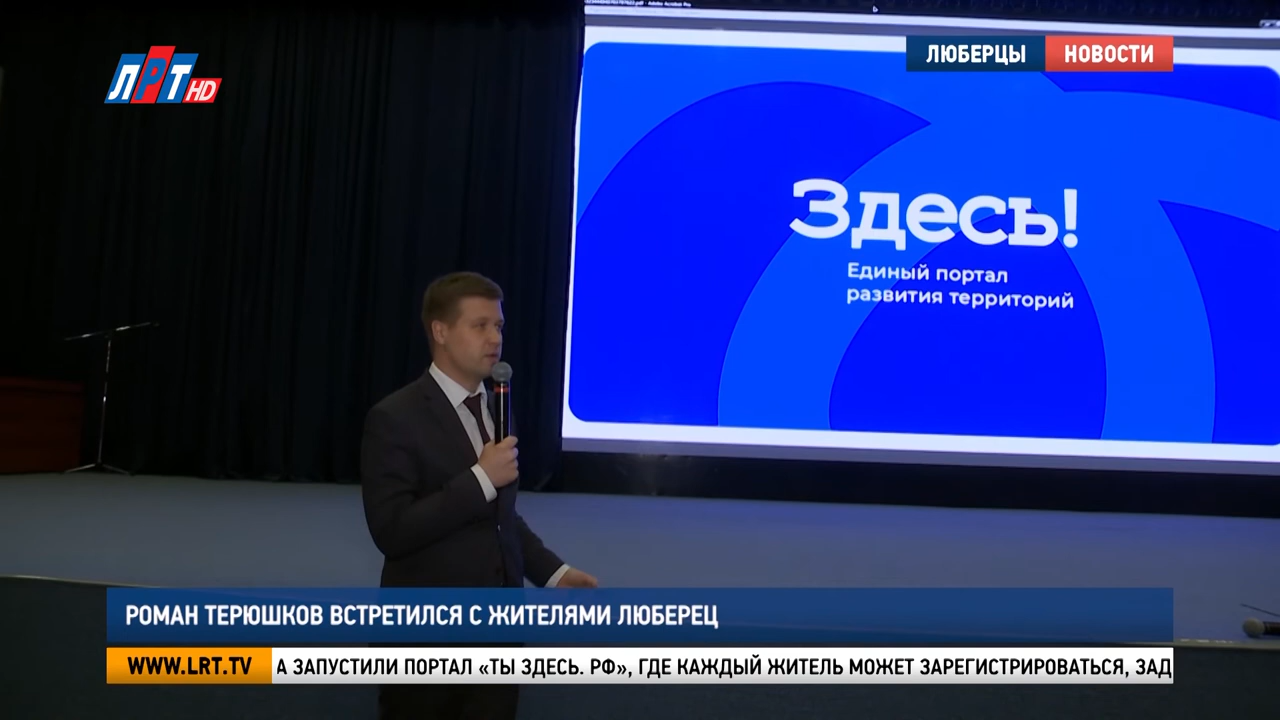 ЛРТ HD
ЛЮБЕРЦЫ НОВОСТИ
Здесь!
Единый портал
развития территорий
РОМАН ТЕРЮШКОВ ВСТРЕТИЛСЯ С ЖИТЕЛЯМИ ЛЮБЕРЕЦ
WWW.LRT.TV А ЗАПУСТИЛИ ПОРТАЛ «ТЫ ЗДЕСЬ. РФ», ГДЕ КАЖДЫЙ ЖИТЕЛЬ МОЖЕТ ЗАРЕГИСТРИРОВАТЬСЯ, ЗАД